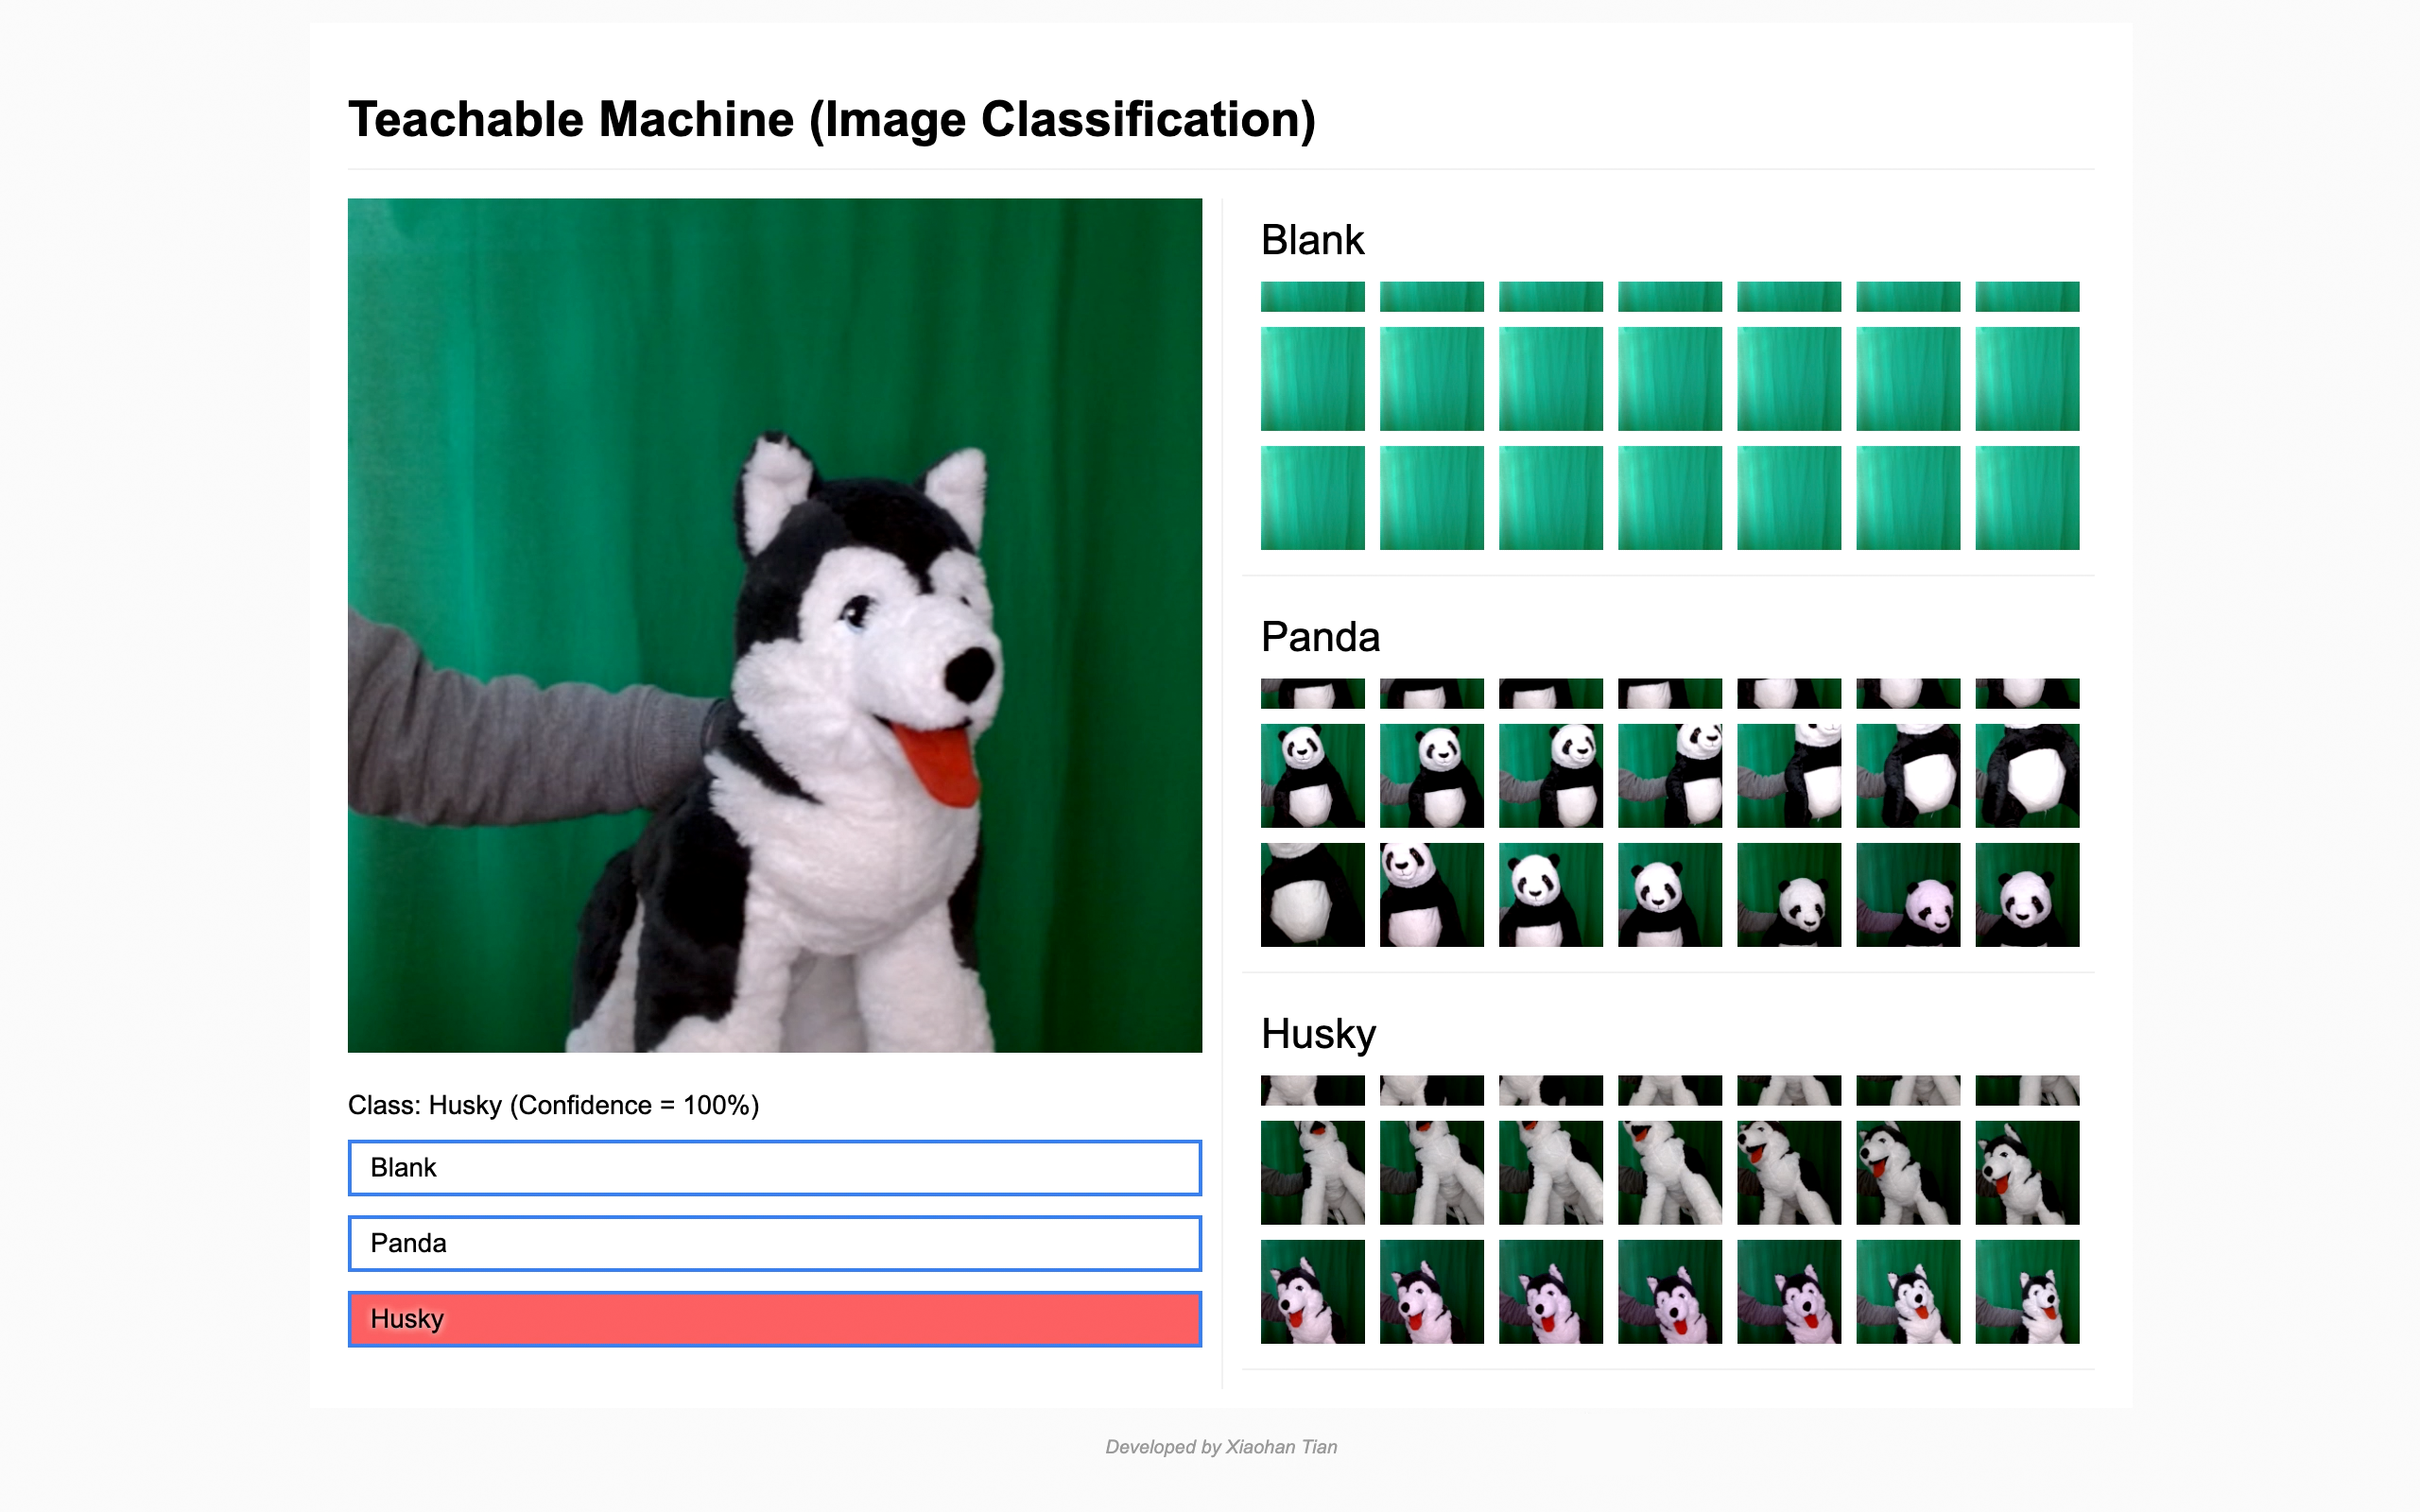 Teachable Machine (Image Classification)
Class: Husky (Confidence = 100%)
Blank
Panda
Husky
Blank
Panda
Husky
Developed by Xiaohan Tian